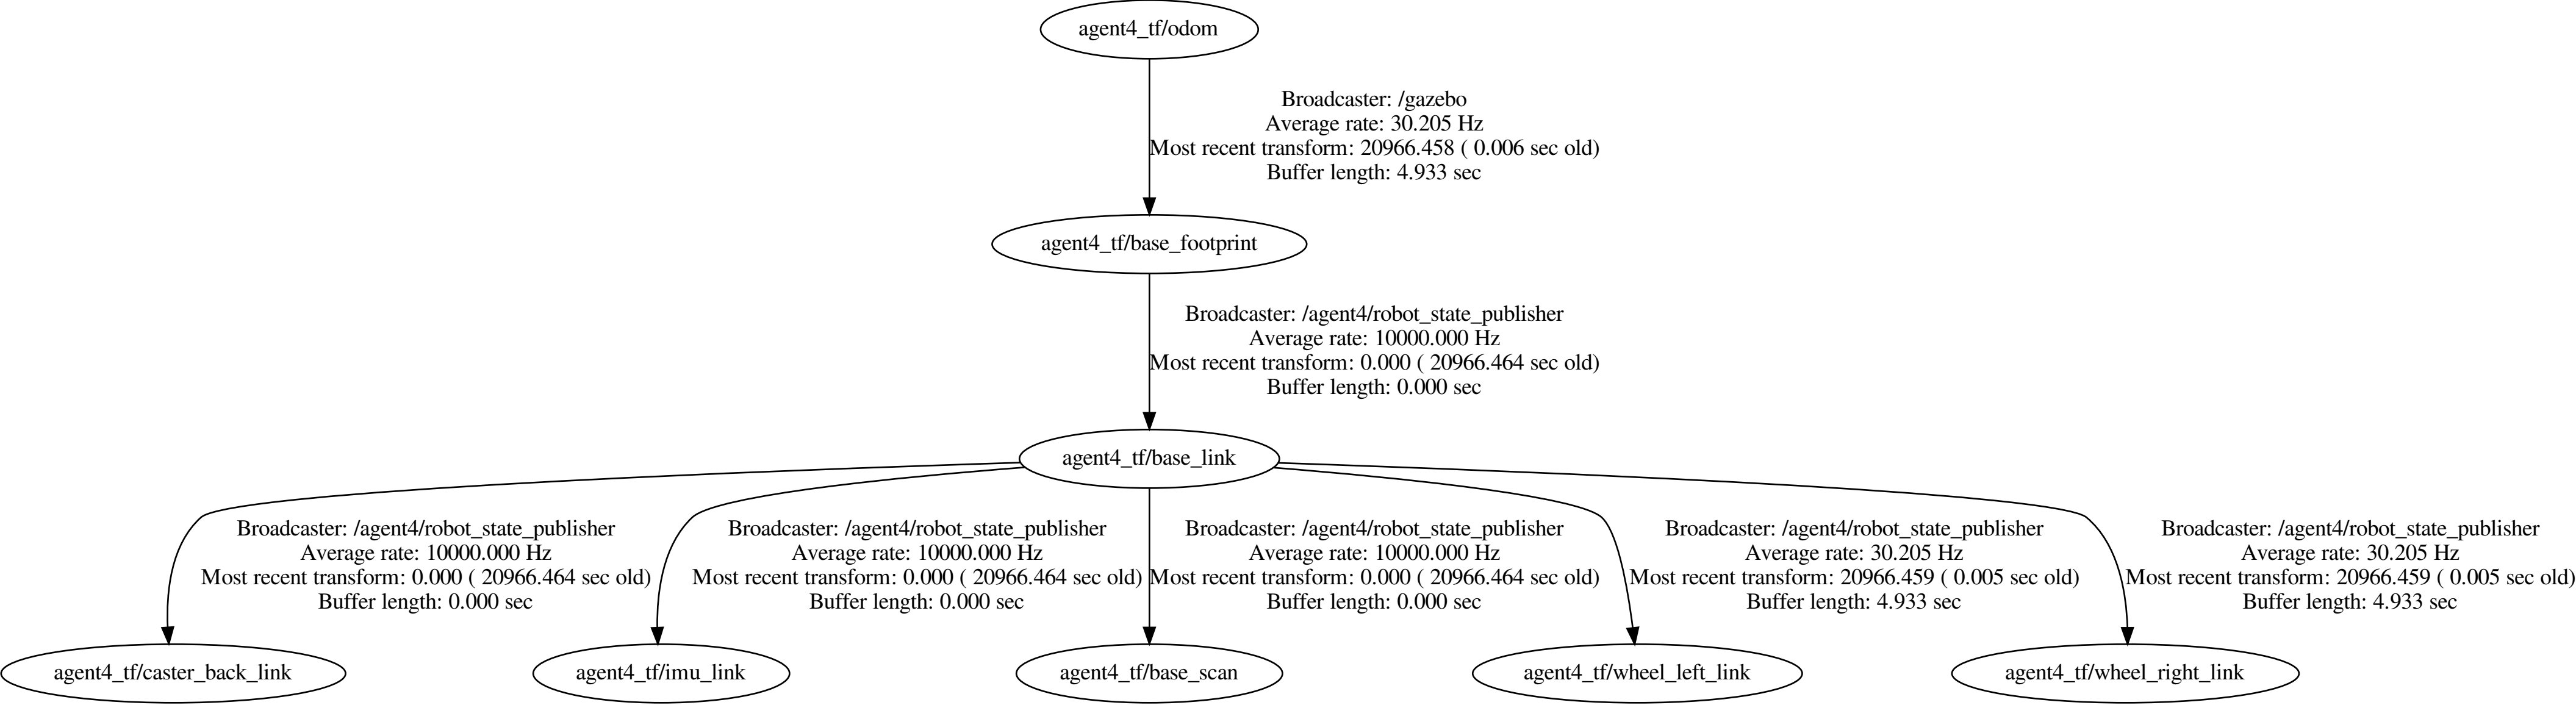 agent4_tf/odom
Broadcaster: /gazebo
Average rate: 30.205 Hz
Most recent transform: 20966.458 ( 0.006 sec old)
Buffer length: 4.933 sec
agent4_tf/base_footprint
Broadcaster: /agent4/robot_state_publisher
Average rate: 10000.000 Hz
Most recent transform: 0.000 ( 20966.464 sec old)
Buffer length: 0.000 sec
agent4_tf/base_link
Broadcaster: /agent4/robot_state_publisher
Average rate: 10000.000 Hz
Most recent transform: 0.000 ( 20966.464 sec old)
Buffer length: 0.000 sec
Broadcaster: /agent4/robot_state_publisher
Average rate: 10000.000 Hz
Most recent transform: 0.000 ( 20966.464 sec old)
Buffer length: 0.000 sec
Broadcaster: /agent4/robot_state_publisher
Average rate: 10000.000 Hz
Most recent transform: 0.000 ( 20966.464 sec old)
Buffer length: 0.000 sec
Broadcaster: /agent4/robot_state_publisher
Average rate: 30.205 Hz
Most recent transform: 20966.459 ( 0.005 sec old)
Buffer length: 4.933 sec
Broadcaster: /agent4/robot_state_publisher
Average rate: 30.205 Hz
Most recent transform: 20966.459 ( 0.005 sec old)
Buffer length: 4.933 sec
agent4_tf/caster_back_link
agent4_tf/imu_link
agent4_tf/base_scan
agent4_tf/wheel_left_link
agent4_tf/wheel_right_link